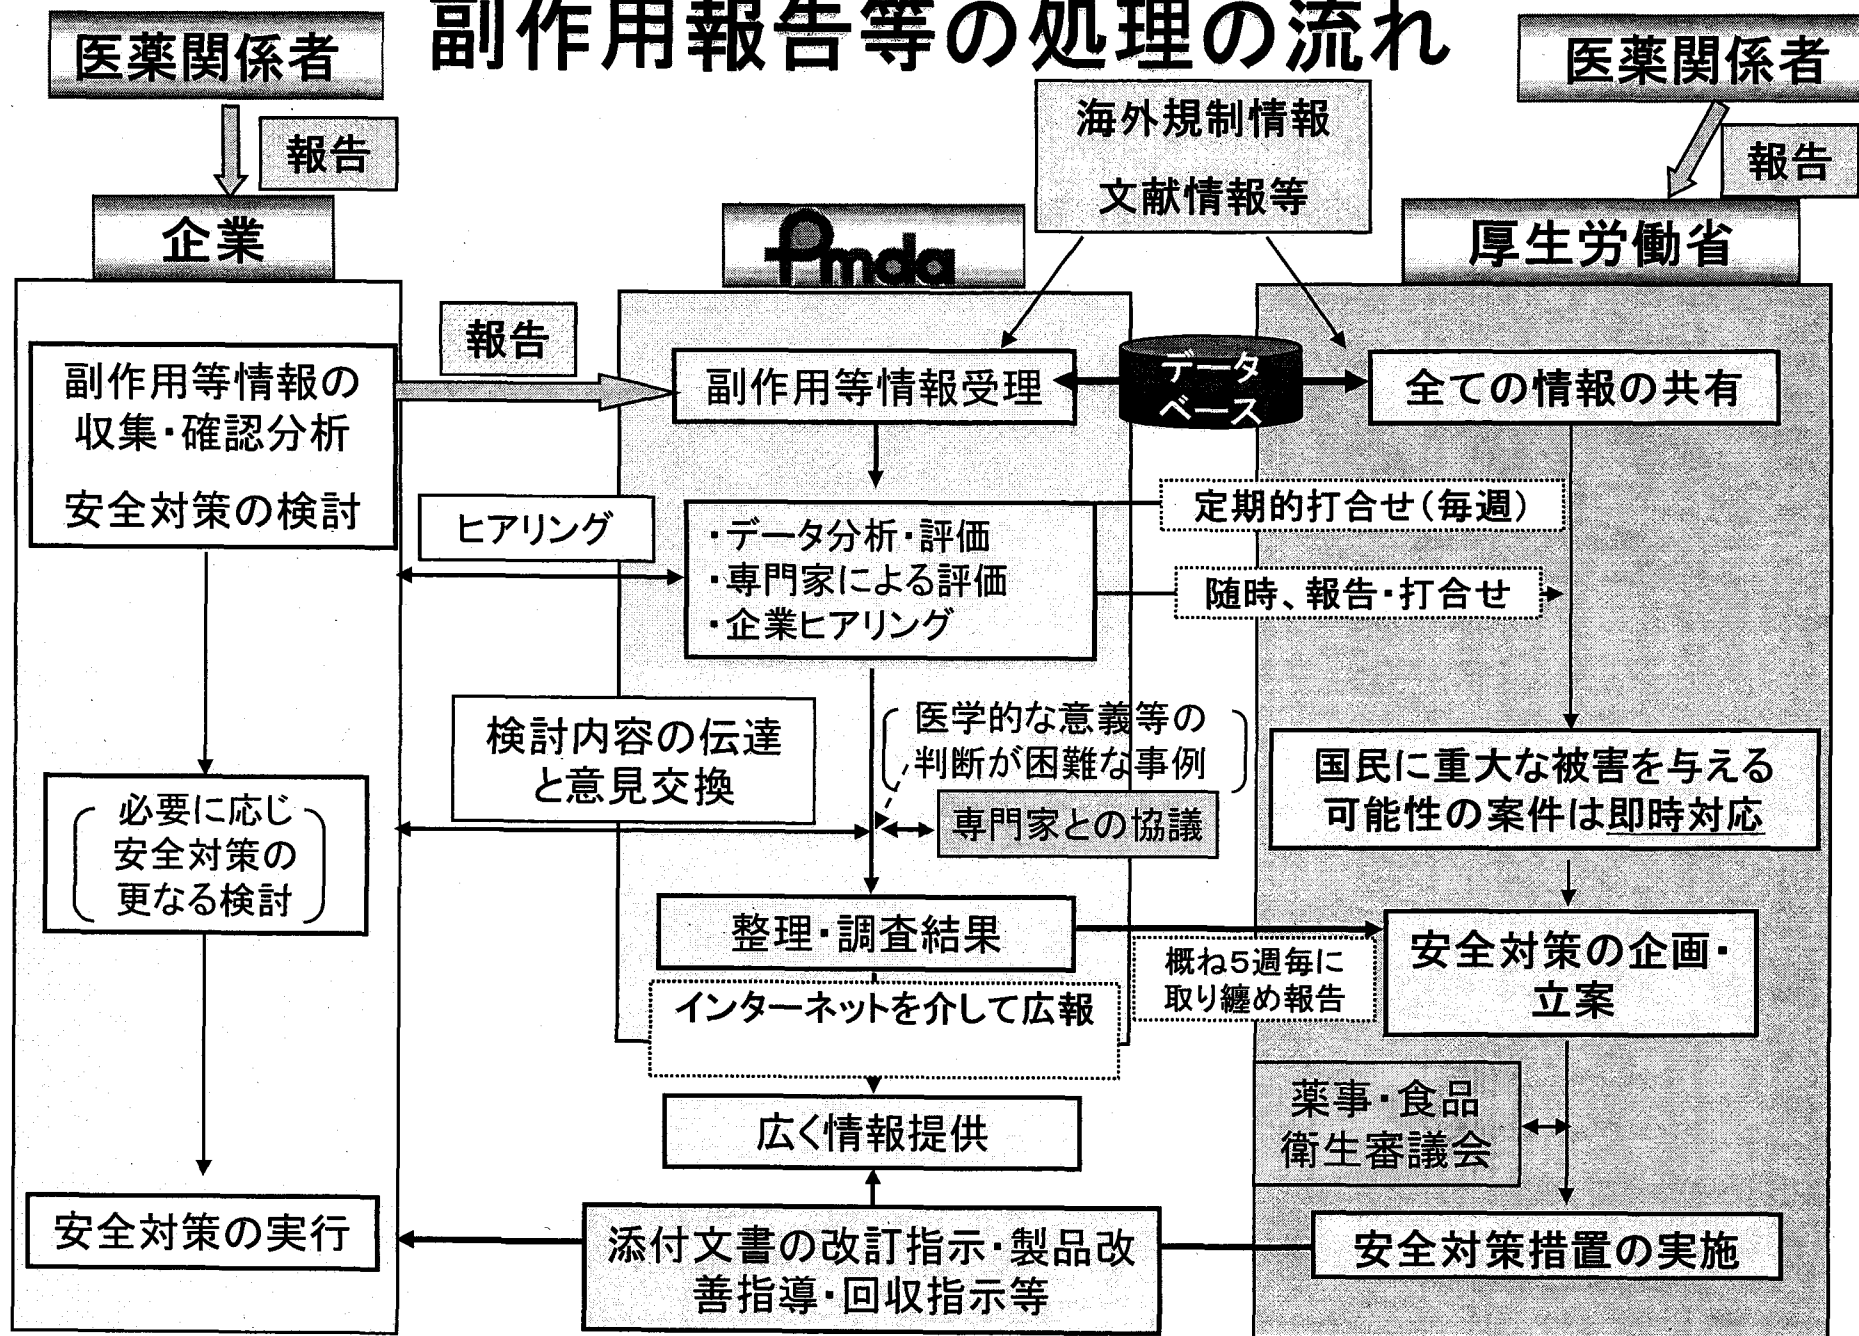 副作用報告等の処理の流れ
医薬関係者
報告
企業
海外規制情報
文献情報等
医薬関係者
報告
pmda
厚生労働省
副作用等情報の
収集・確認分析
安全対策の検討
報告
副作用等情報受理
データ
ベース
全ての情報の共有
ヒアリング
・データ分析・評価
・専門家による評価
・企業ヒアリング
定期的打合せ(毎週)
随時、報告・打合せ
検討内容の伝達
と意見交換
医学的な意義等の
判断が困難な事例
専門家との協議
国民に重大な被害を与える
可能性の案件は即時対応
必要に応じ
安全対策の
更なる検討
整理・調査結果
概ね5週毎に
取り纏め報告
安全対策の企画・
立案
インターネットを介して広報
広く情報提供
薬事・食品
衛生審議会
安全対策の実行
添付文書の改訂指示・製品改
善指導・回収指示等
安全対策措置の実施